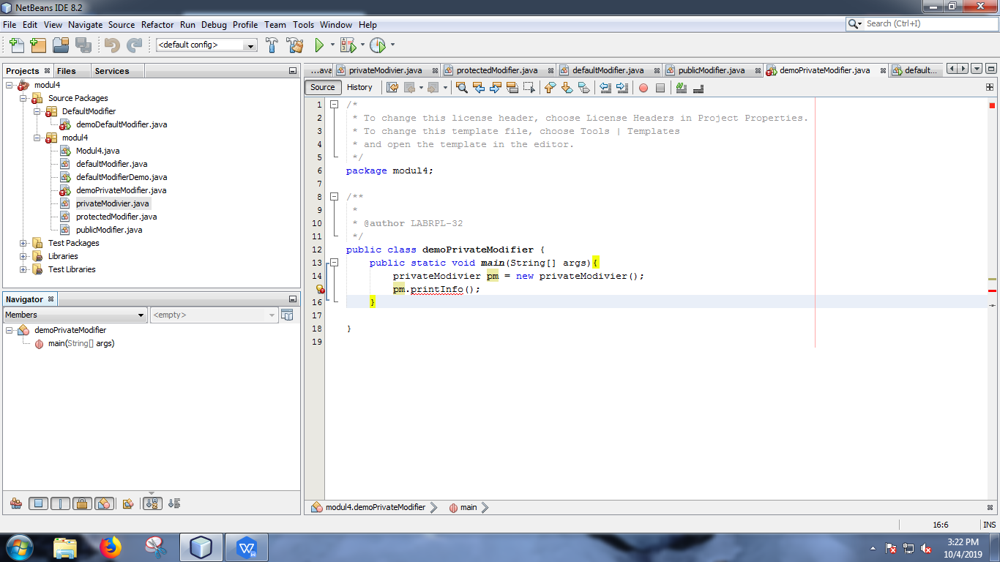 NetBeans IDE 8.2
File Edit View Navigate Source Refactor Run Debug Profile Team Tools Window Help
Search (Ctrl+I)
<default config>
Projects Files Services
modul4
Source Packages
DefaultModifier
demoDefaultModifier.java
modul4
Modul4.java
defaultModifier.java
defaultModifierDemo.java
demoPrivateModifier.java
privateModivier.java
protectedModifier.java
publicModifier.java
Test Packages
Libraries
Test Libraries
Navigator
Members <empty>
demoPrivateModifier
main(String[] args)
...ava privateModivier.java protectedModifier.java defaultModifier.java publicModifier.java demoPrivateModifier.java default...
Source History
1 /*
2 * To change this license header, choose License Headers in Project Properties.
3 * To change this template file, choose Tools | Templates
4 * and open the template in the editor.
5 */
6 package modul4;
7
8 /**
9 *
10 * @author LABRPL-32
11 */
12 public class demoPrivateModifier {
13 public static void main(String[] args){
14 privateModivier pm = new privateModivier();
pm.printInfo();
16 }
17
18 }
19
modul4.demoPrivateModifier main
16:6 INS
3:22 PM
10/4/2019